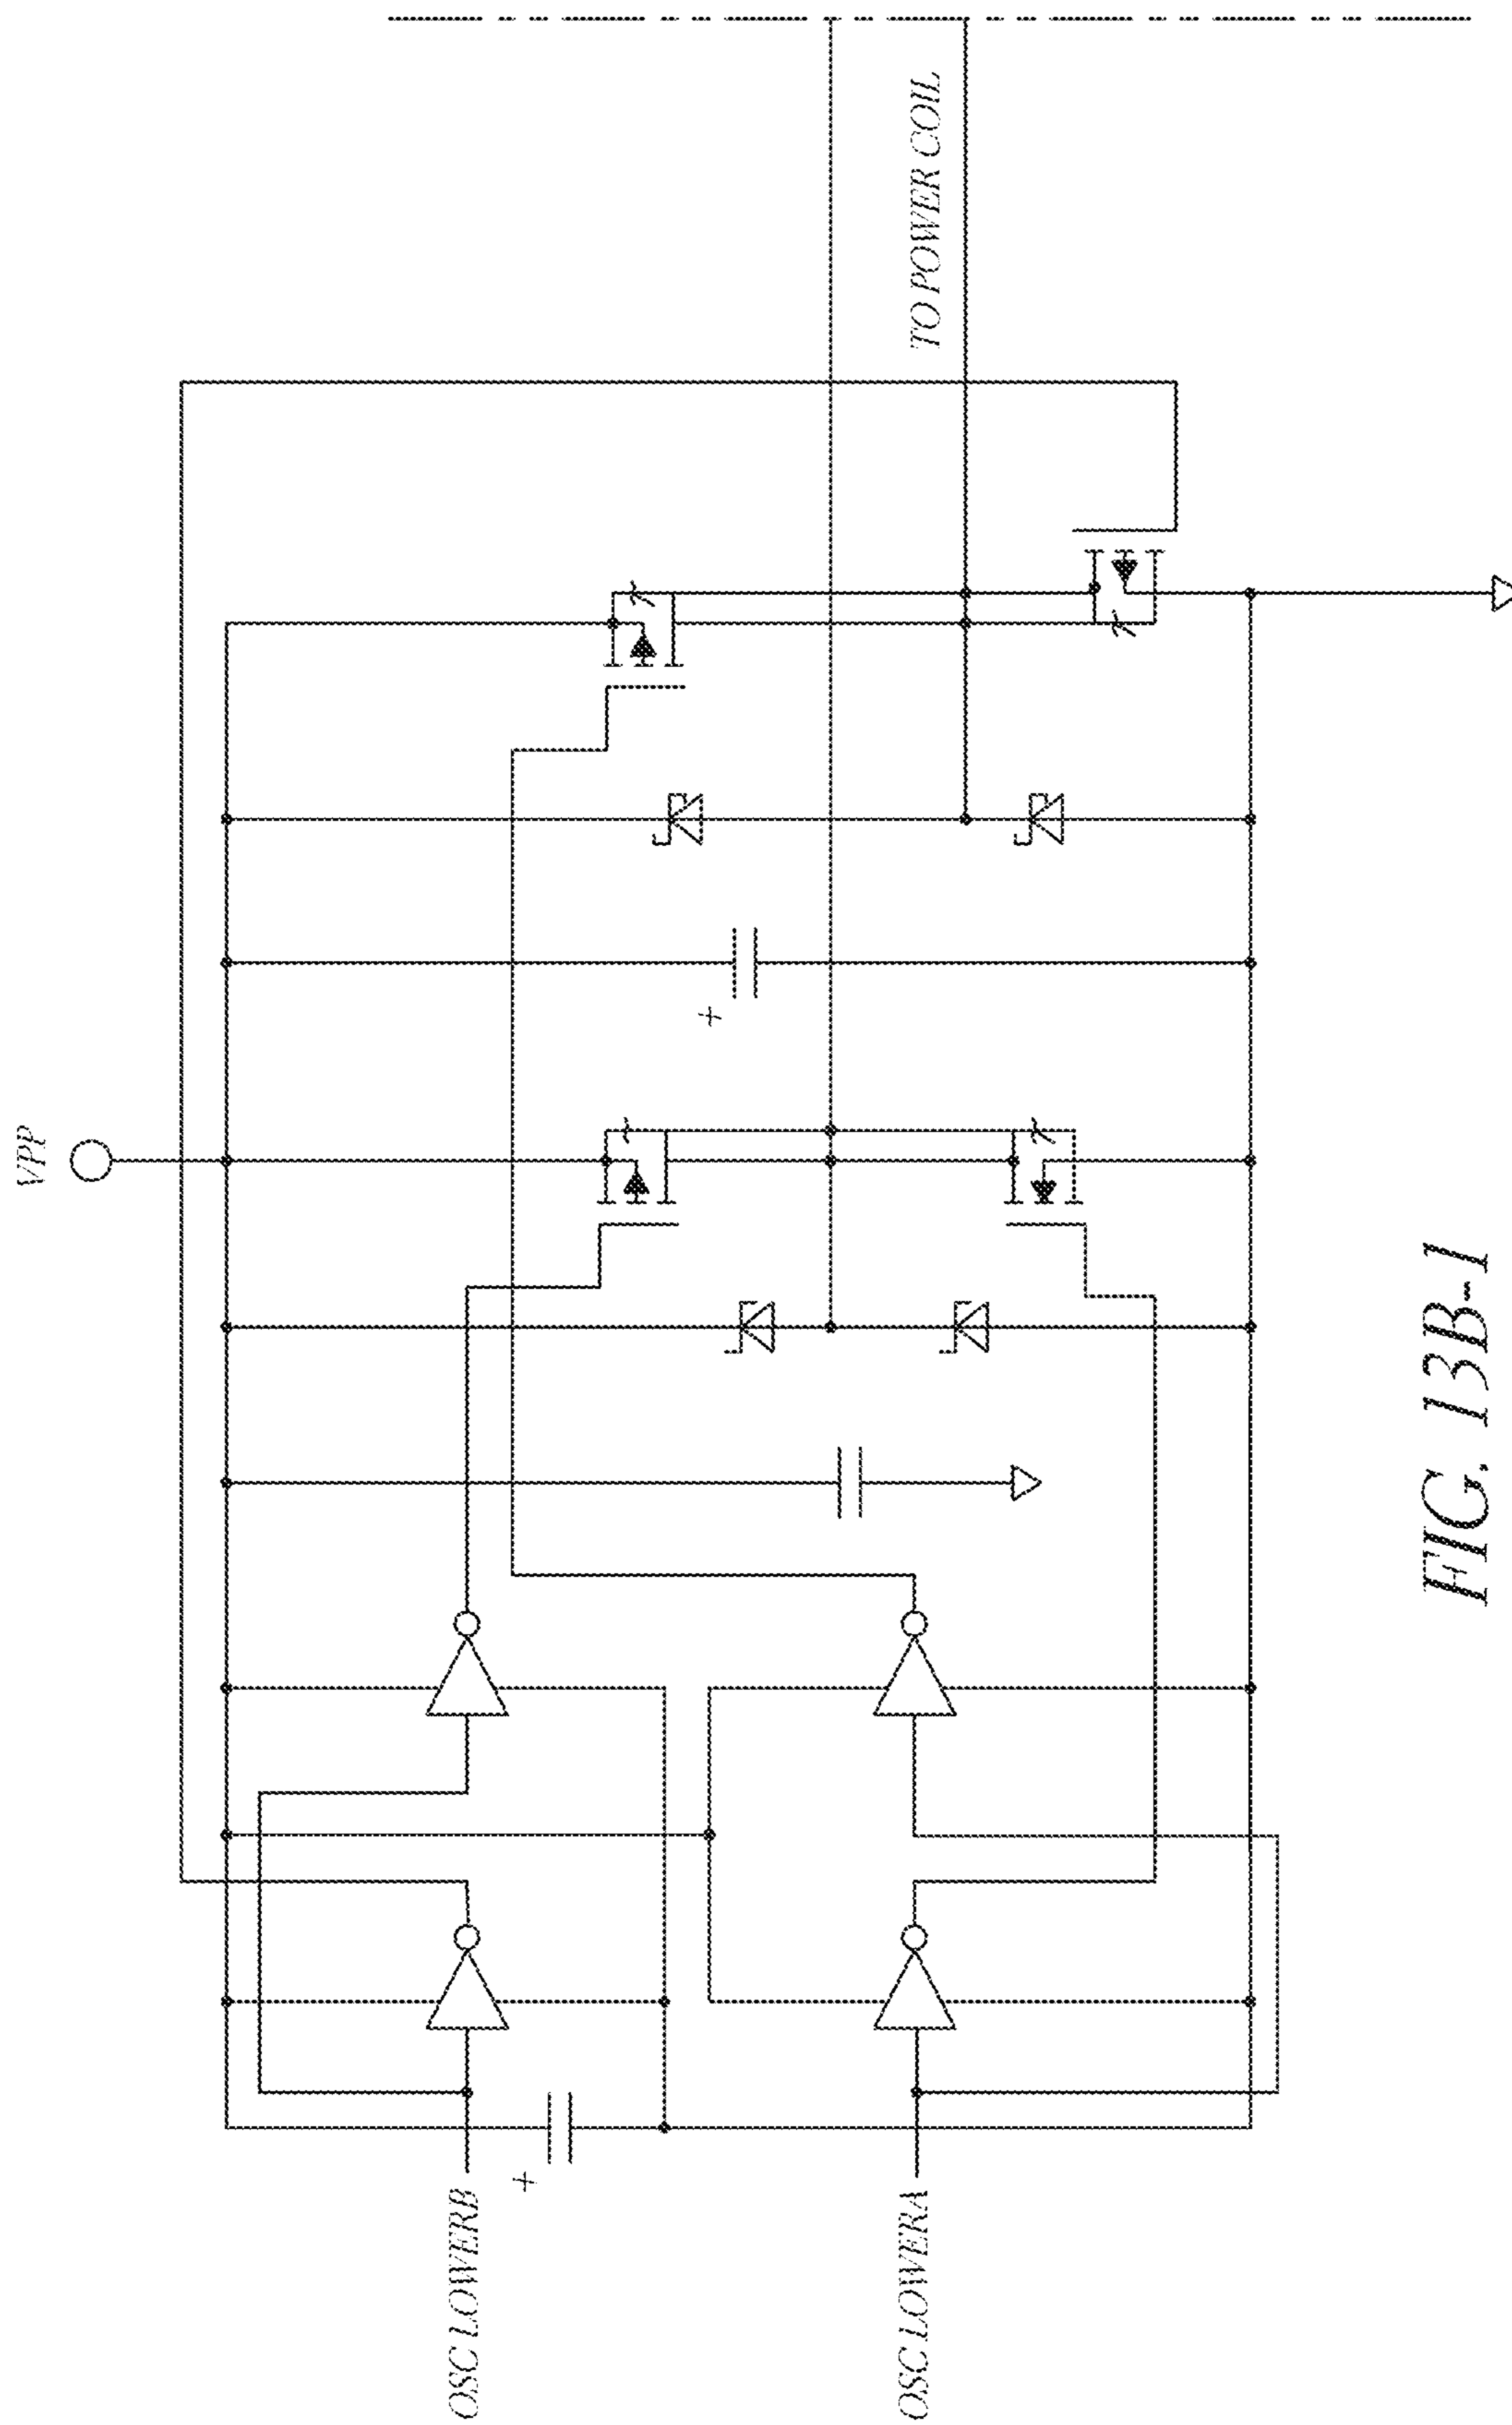 VPP
TO POWER COIL
+
+
OSC LOWERB
OSC LOWERA
FIG. 13B-1